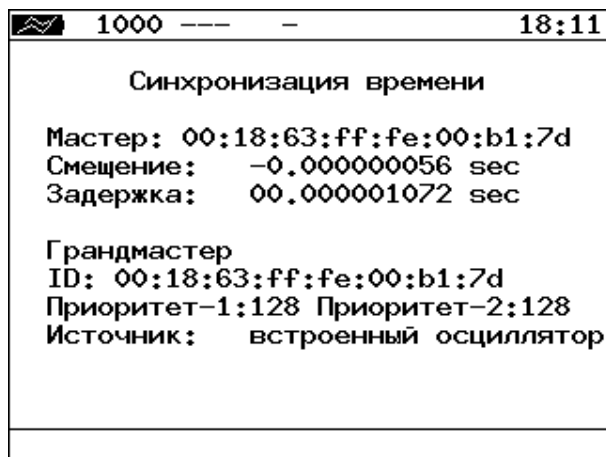 1000 --- - 18:11
Синхронизация времени
Мастер: 00:18:63:ff:fe:00:b1:7d
Смещение: -0.000000056 sec
Задержка: 00.000001072 sec
Грандмастер
ID: 00:18:63:ff:fe:00:b1:7d
Приоритет-1:128 Приоритет-2:128
Источник: встроенный осциллятор